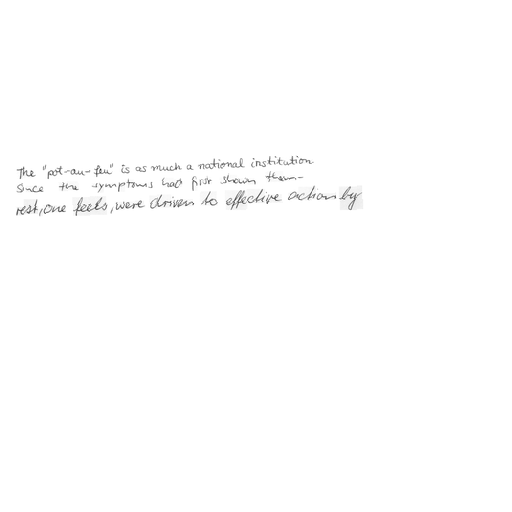 The "pot-au-feu" is as much a national institution
Since the symptoms had first shown them-
rest, one feels, were driven to effective action by